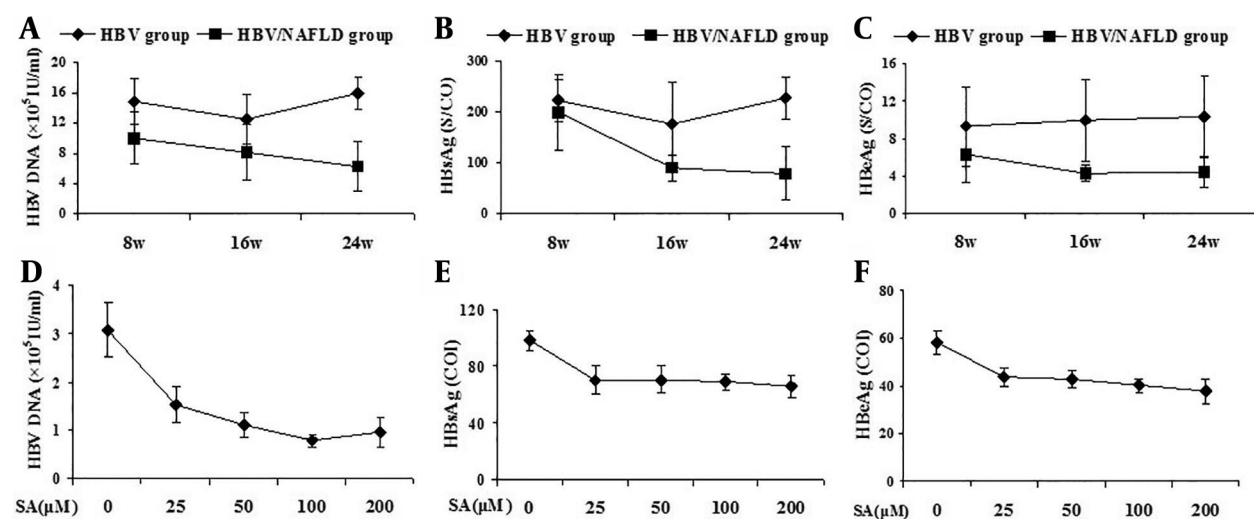 A
HBV group
HBV/NAFLD group
HBV DNA (×10⁵IU/ml)
20
16
12
8
4
0
8w
16w
24w
B
HBV group
HBV/NAFLD group
HBsAg (S/CO)
300
200
100
0
8w
16w
24w
C
HBV group
HBV/NAFLD group
HBeAg (S/CO)
16
12
8
4
0
8w
16w
24w
D
HBV DNA (×10⁵IU/ml)
4
3
2
1
0
SA(µM)
0
25
50
100
200
E
HBsAg (COI)
120
80
40
0
0
25
50
100
200
F
HBeAg (COI)
80
60
40
20
0
0
25
50
100
200